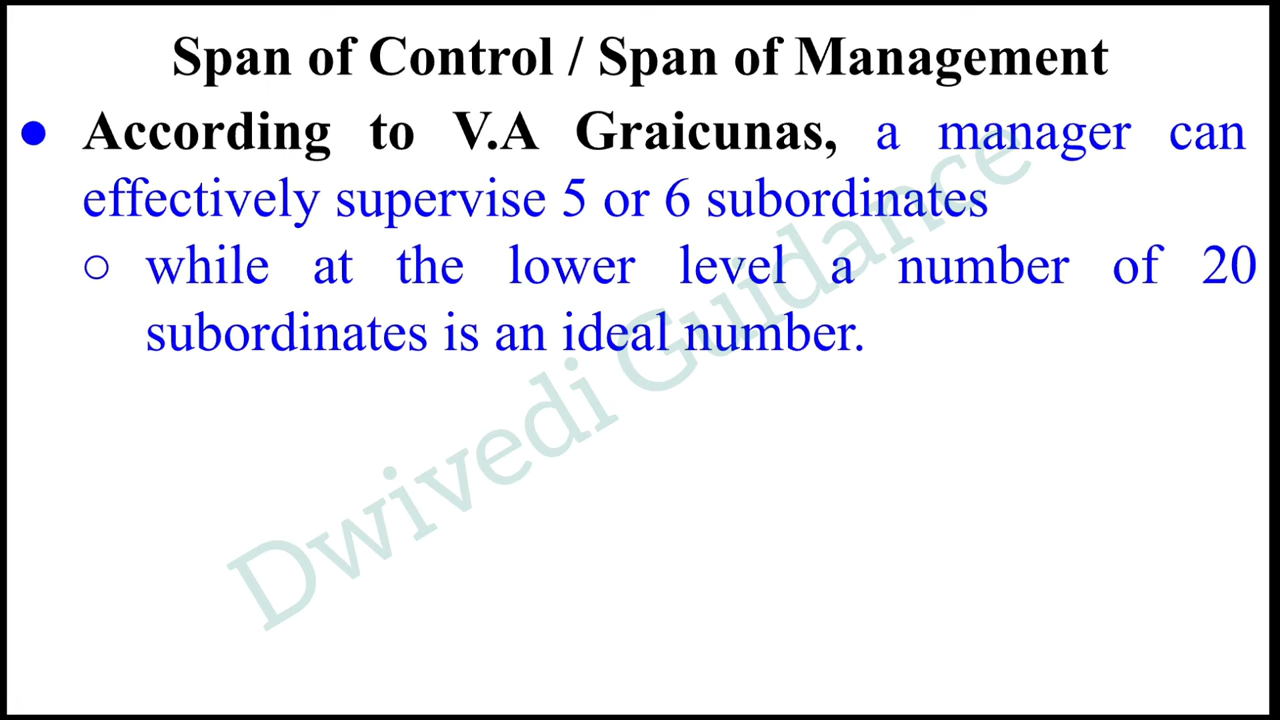 Span of Control / Span of Management
● According to V.A Graicunas, a manager can
effectively supervise 5 or 6 subordinates
○ while at the lower level a number of 20
subordinates is an ideal number.
Dwivedi Guidance